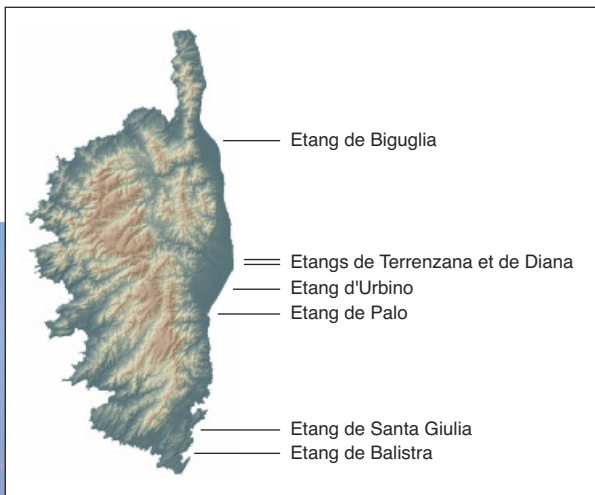 Etang de Biguglia
Etangs de Terrenzana et de Diana
Etang d'Urbino
Etang de Palo
Etang de Santa Giulia
Etang de Balistra